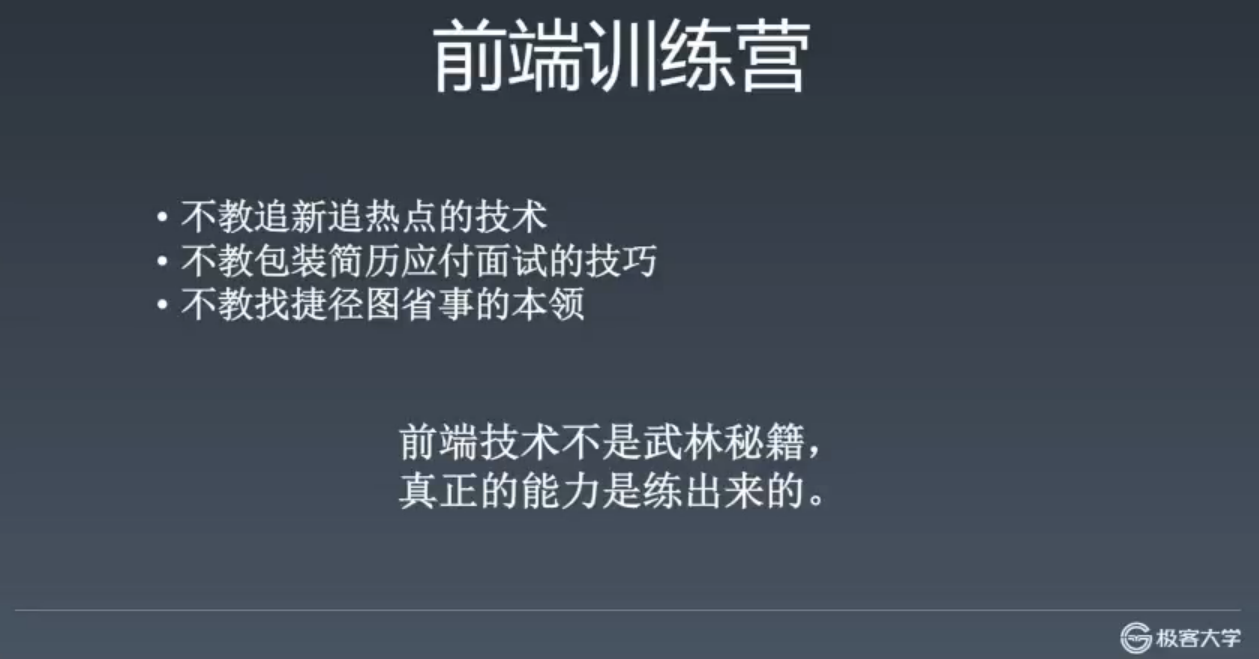 前端训练营
• 不教追新追热点的技术
• 不教包装简历应付面试的技巧
• 不教找捷径图省事的本领
前端技术不是武林秘籍，
真正的能力是练出来的。
极客大学